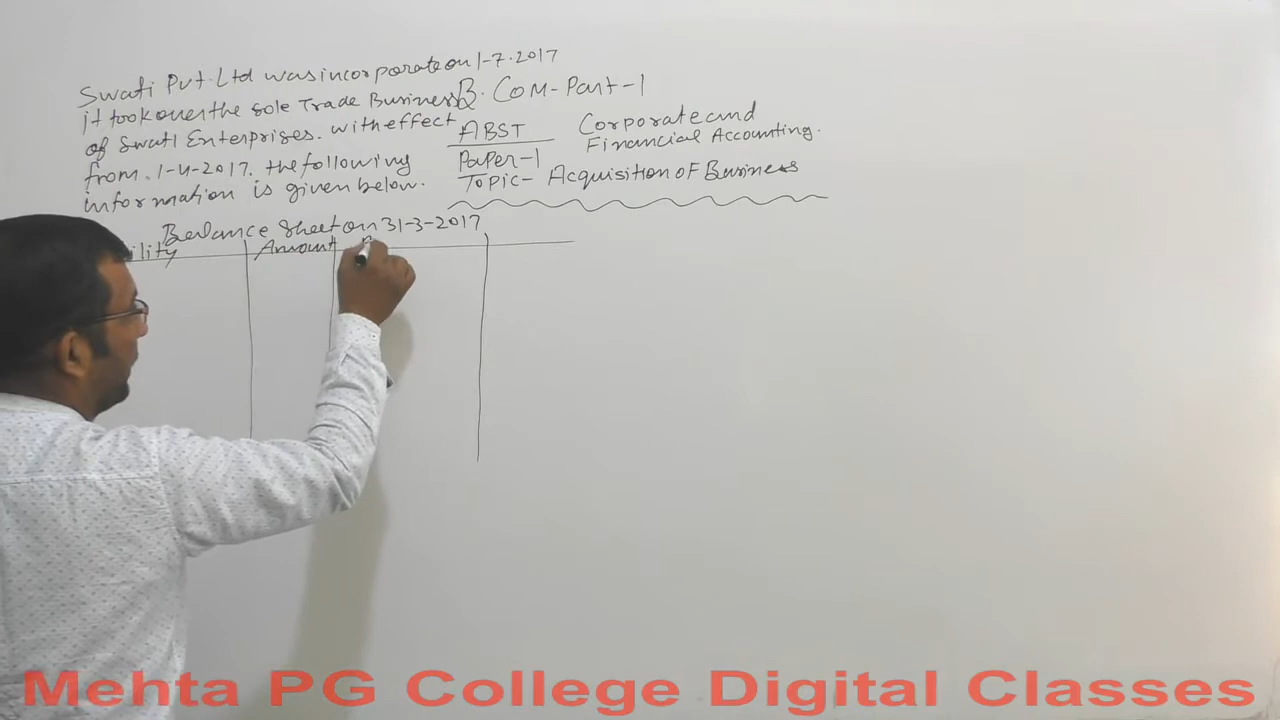 Swati Pvt. Ltd was incorporate on 1-7-2017
it took over the sole Trade Business
of Swati Enterprises. with effect
from. 1-4-2017. the following
information is given below.
B. Com-Part-1
ABST
Corporate and
Financial Accounting.
Paper-1
Topic- Acquisition of Business
Balance Sheet on 31-3-2017
ility Amount
Mehta PG College Digital Classes